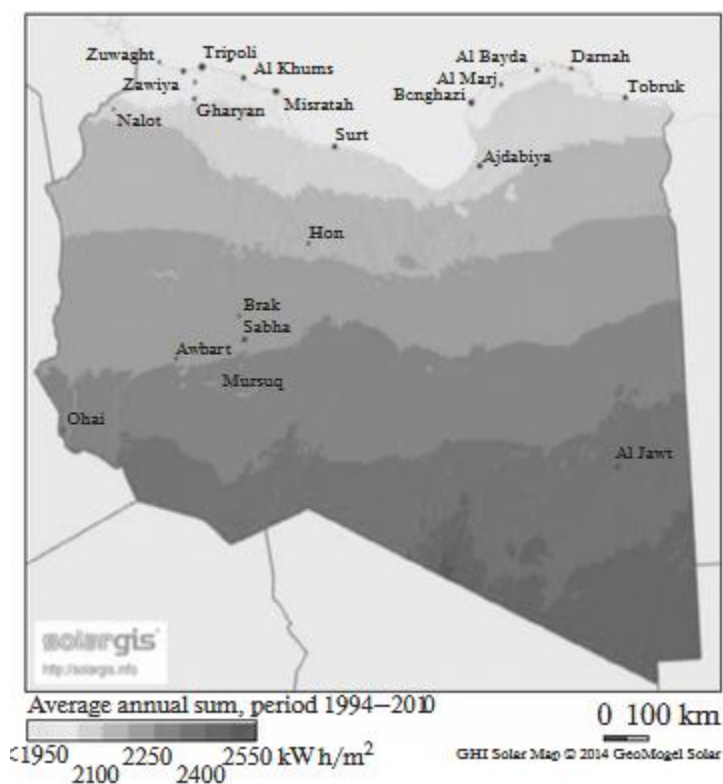 Zuwaght
Tripoli
Al Khums
Zawiya
Gharyan
Misratah
Nalot
Surt
Al Bayda
Darnah
Al Marj
Bcnghazi
Tobruk
Ajdabiya
Hon
Brak
Sabha
Awbart
Mursuq
Ohai
Al Jawt
solargis
http://solargis.info
Average annual sum, period 1994–2010
0 100 km
<1950 2250 2550 kWh/m²
2100 2400
GHI Solar Map © 2014 GeoMogel Solar